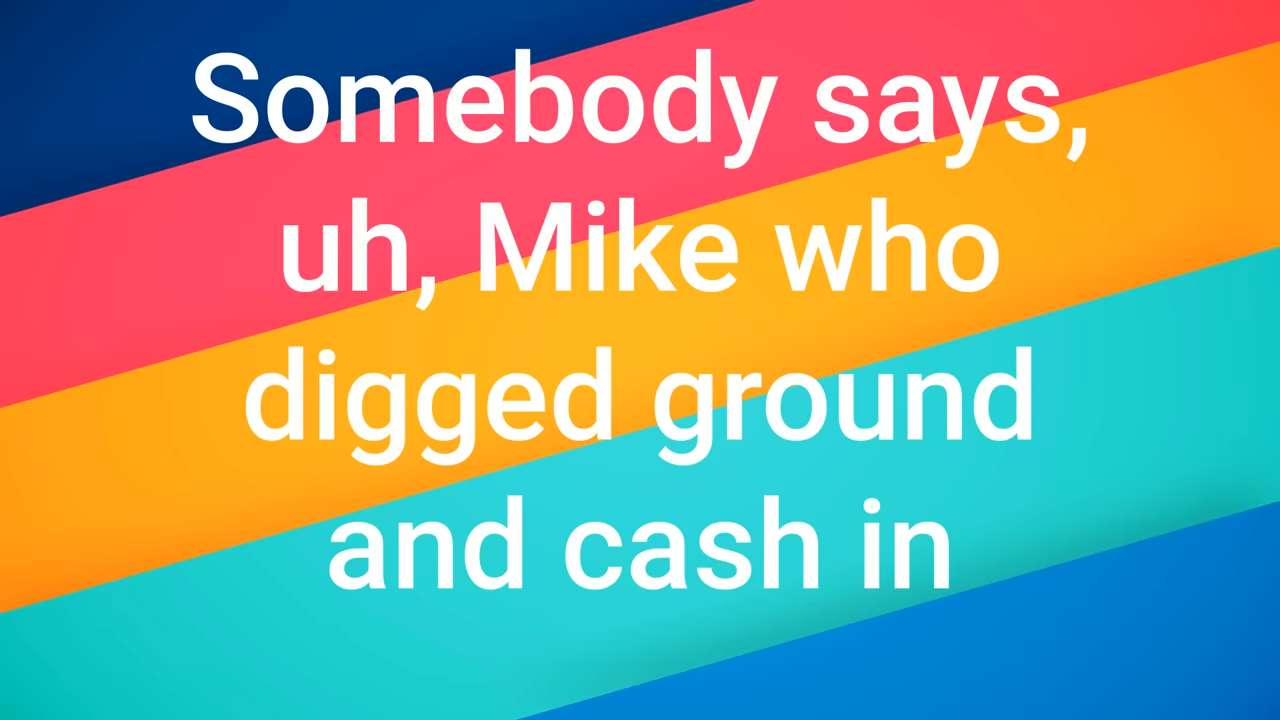 Somebody says,
uh, Mike who
digged ground
and cash in